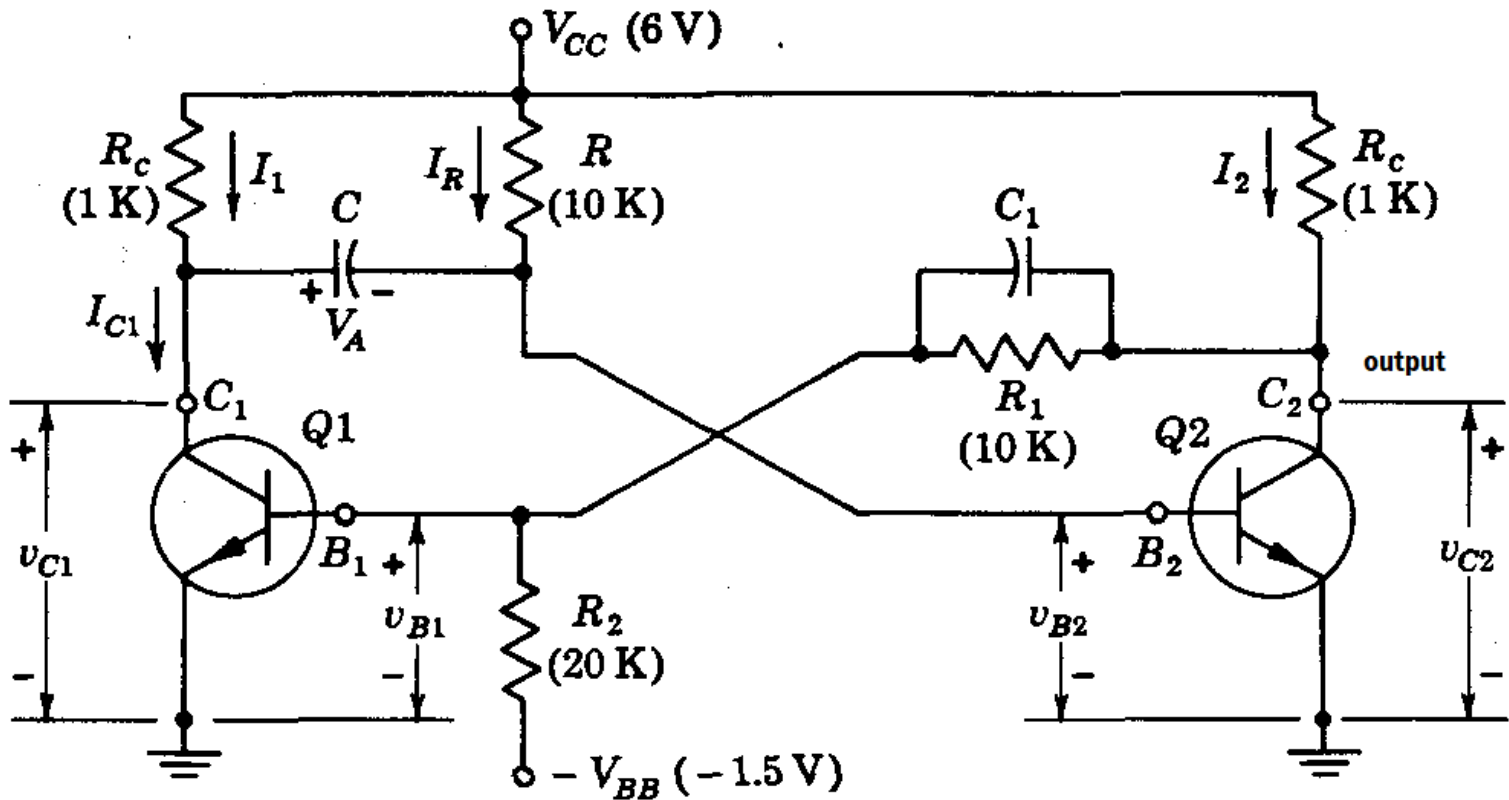 V_CC (6 V)
R_c
(1 K)
I_1
I_R
R
(10 K)
C
+ −
V_A
C_1
I_2
R_c
(1 K)
I_C1
R_1
(10 K)
output
C_1
Q1
C_2
Q2
+
v_C1
−
B_1
+
v_B1
−
R_2
(20 K)
B_2
+
v_B2
−
+
v_C2
−
− V_BB (− 1.5 V)